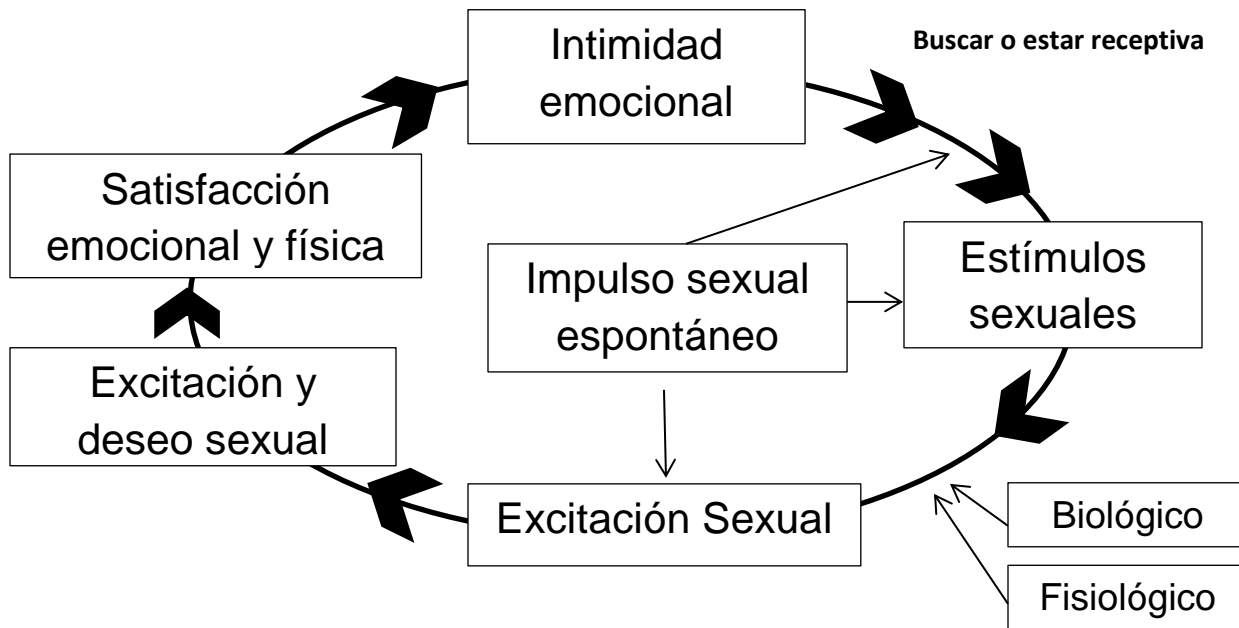 Intimidad
emocional
Buscar o estar receptiva
Satisfacción
emocional y física
Impulso sexual
espontáneo
Estímulos
sexuales
Excitación y
deseo sexual
Excitación Sexual
Biológico
Fisiológico